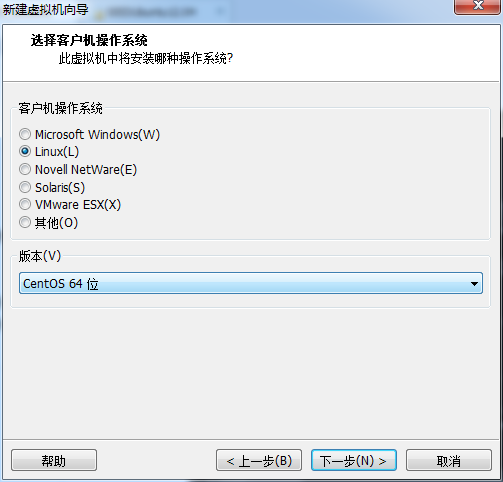 新建虚拟机向导
选择客户机操作系统
此虚拟机中将安装哪种操作系统?
客户机操作系统
Microsoft Windows(W)
Linux(L)
Novell NetWare(E)
Solaris(S)
VMware ESX(X)
其他(O)
版本(V)
CentOS 64 位
帮助
< 上一步(B)
下一步(N) >
取消